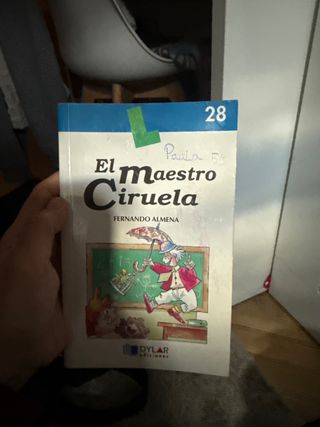 28
Paula
El maestro
Ciruela
FERNANDO ALMENA
DYLAR
ediciones